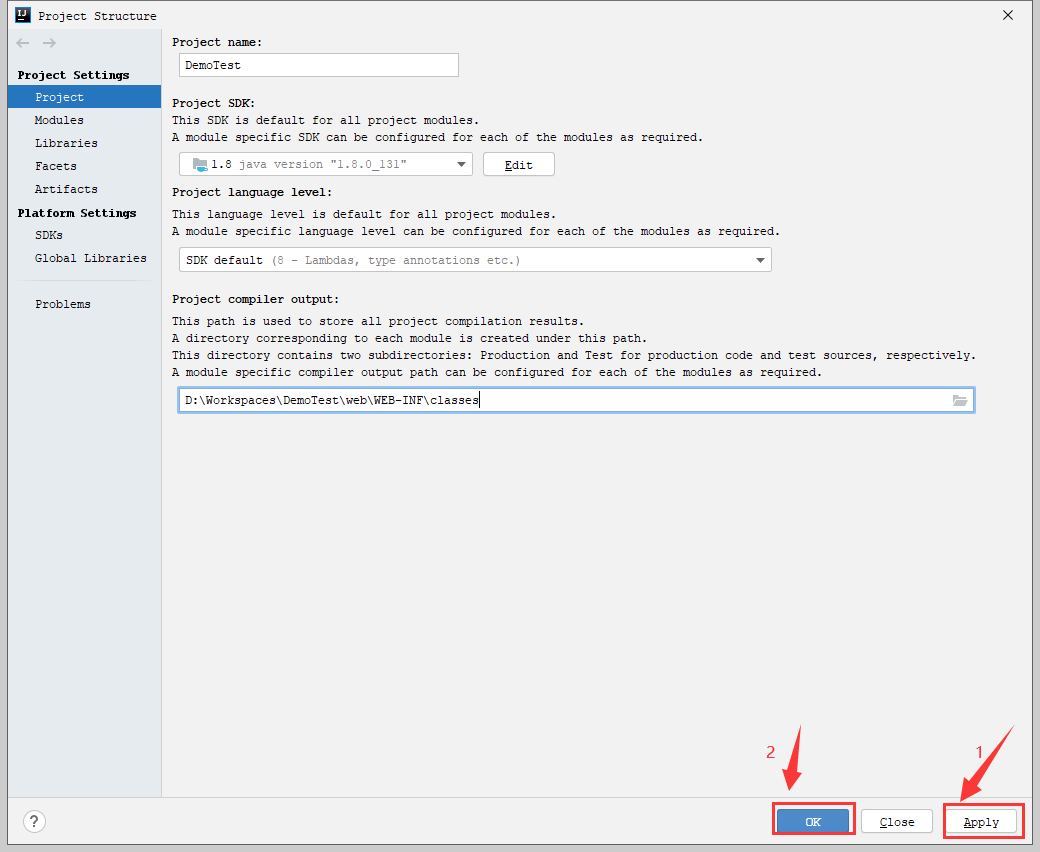 Project Structure
Project Settings
Project
Modules
Libraries
Facets
Artifacts
Platform Settings
SDKs
Global Libraries
Problems
Project name:
DemoTest
Project SDK:
This SDK is default for all project modules.
A module specific SDK can be configured for each of the modules as required.
1.8 java version "1.8.0_131"
Edit
Project language level:
This language level is default for all project modules.
A module specific language level can be configured for each of the modules as required.
SDK default (8 - Lambdas, type annotations etc.)
Project compiler output:
This path is used to store all project compilation results.
A directory corresponding to each module is created under this path.
This directory contains two subdirectories: Production and Test for production code and test sources, respectively.
A module specific compiler output path can be configured for each of the modules as required.
D:\Workspaces\DemoTest\web\WEB-INF\classes
2
1
?
OK
Close
Apply